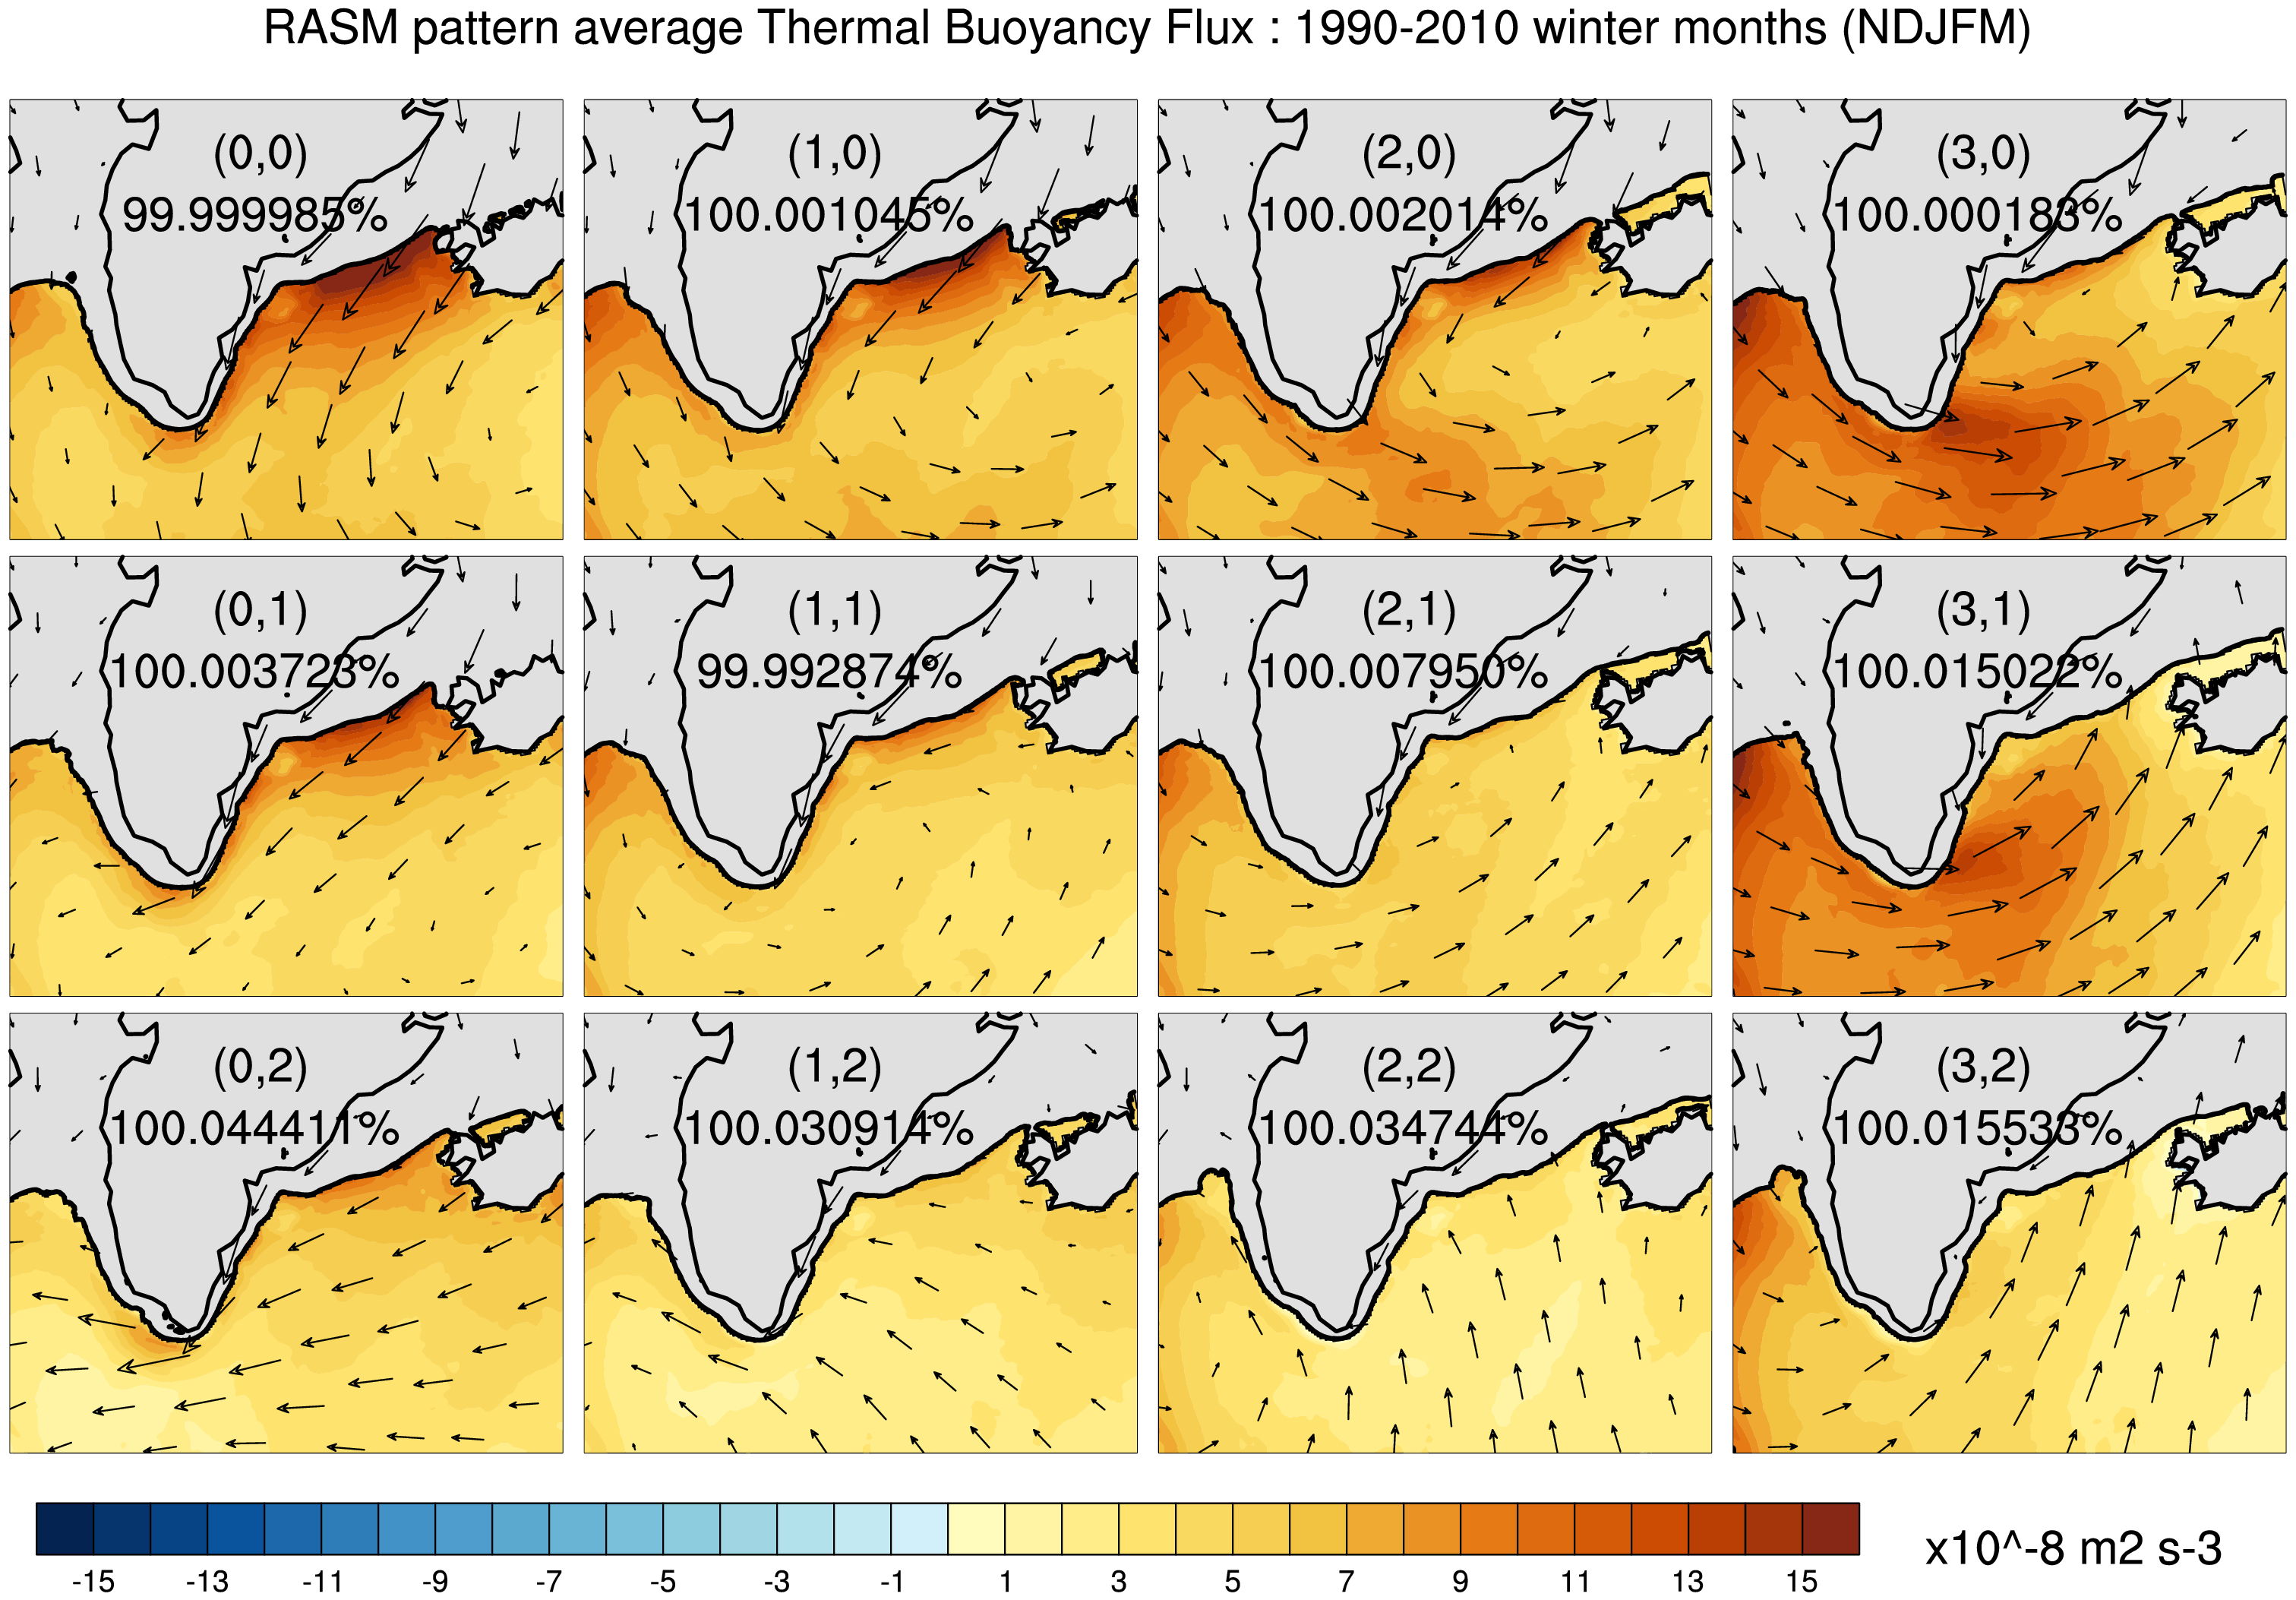 RASM pattern average Thermal Buoyancy Flux : 1990-2010 winter months (NDJFM)
(0,0) (1,0) (2,0) (3,0)
99.999985% 100.001045% 100.002014% 100.000183%
(0,1) (1,1) (2,1) (3,1)
100.003723% 99.992874% 100.007950% 100.015022%
(0,2) (1,2) (2,2) (3,2)
100.044411% 100.030914% 100.034744% 100.015533%
x10^-8 m2 s-3
-15 -13 -11 -9 -7 -5 -3 -1 1 3 5 7 9 11 13 15